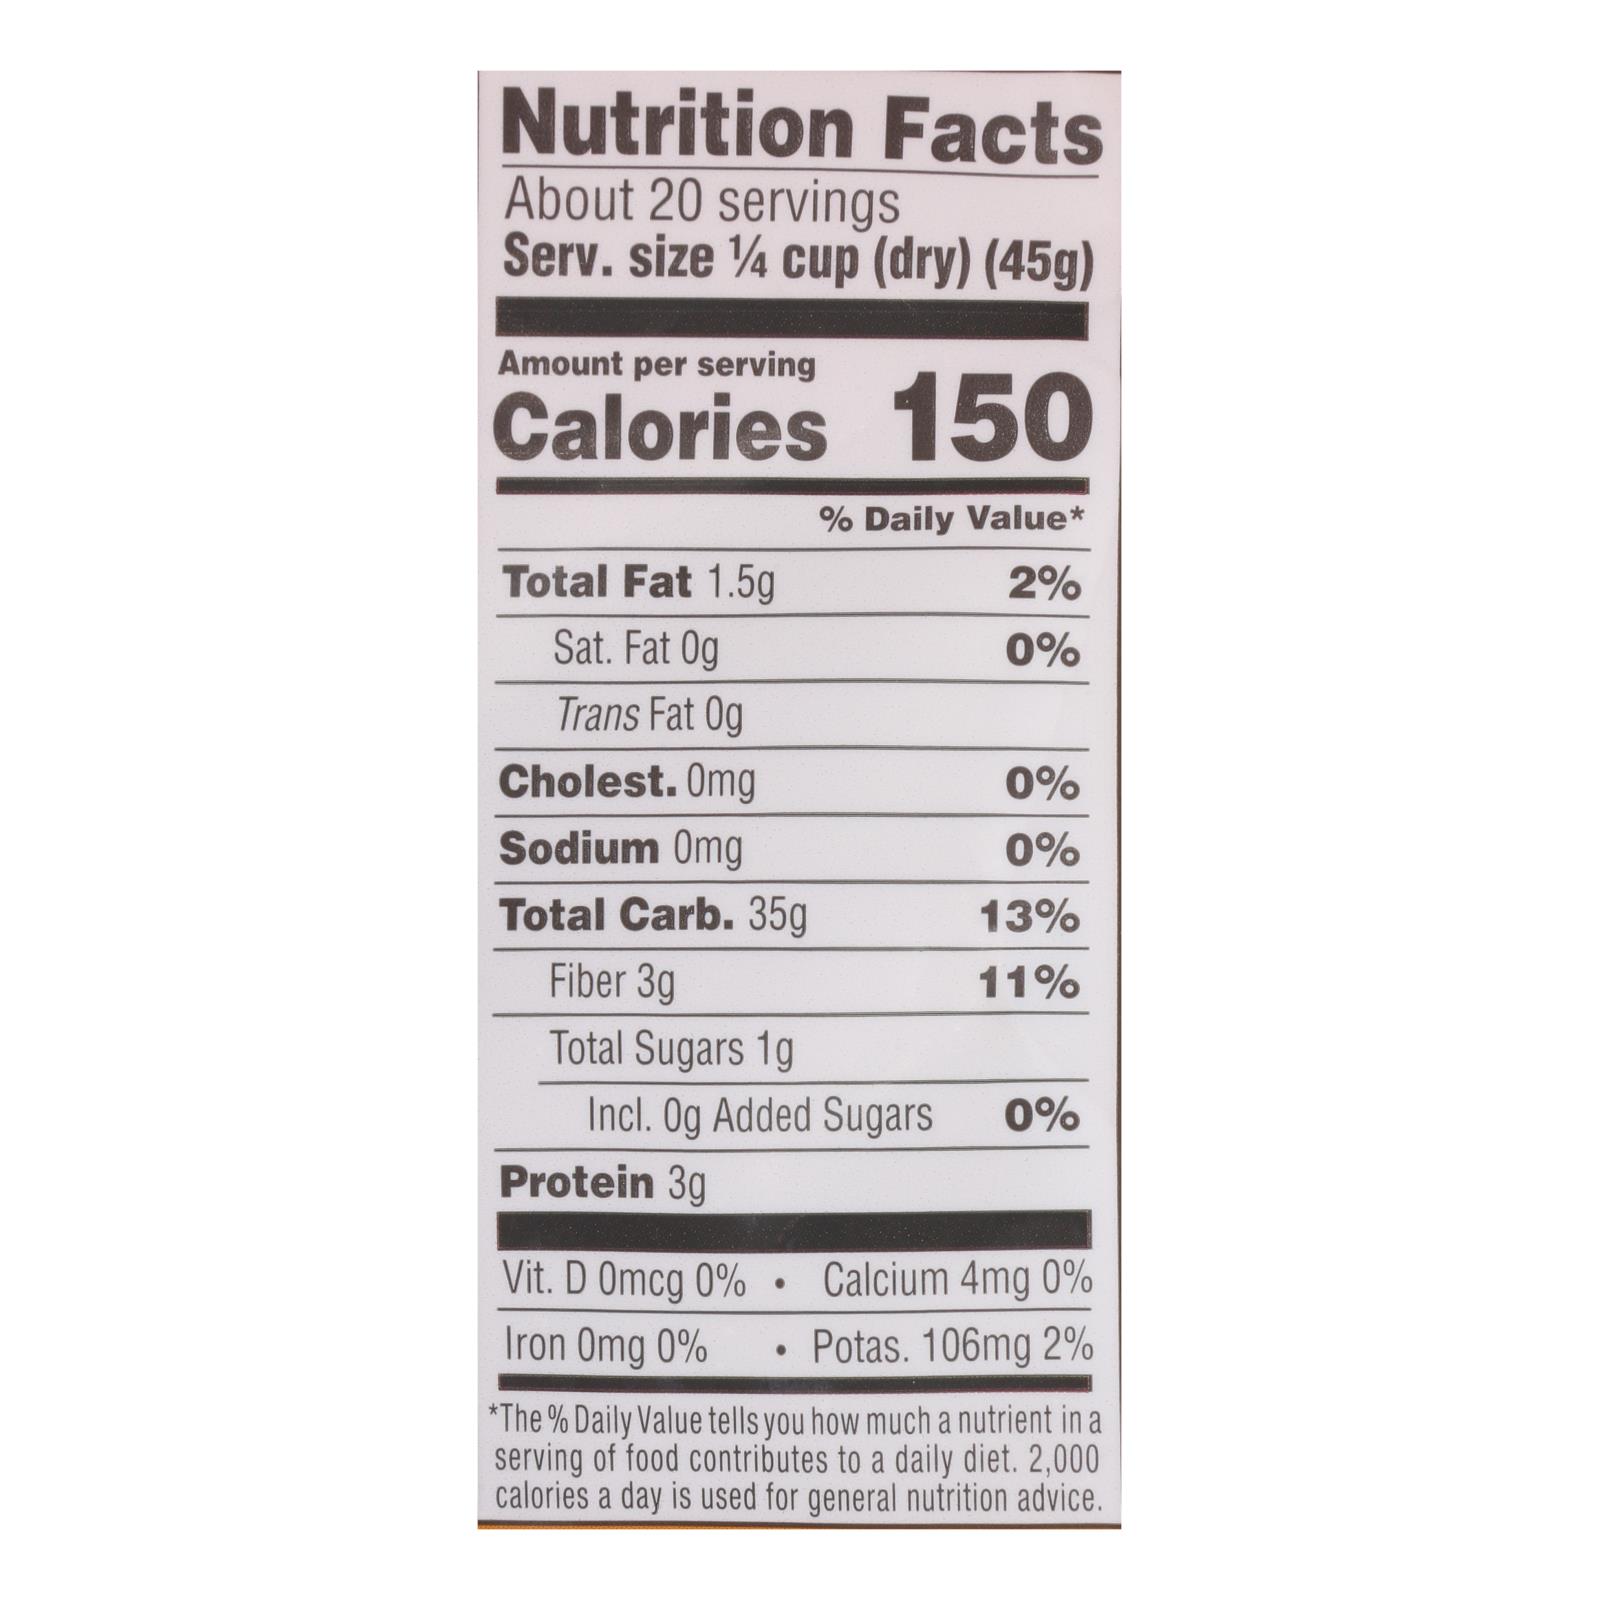 Nutrition Facts
About 20 servings
Serv. size ¼ cup (dry) (45g)
Amount per serving
Calories 150
% Daily Value*
Total Fat 1.5g 2%
Sat. Fat 0g 0%
Trans Fat 0g
Cholest. 0mg 0%
Sodium 0mg 0%
Total Carb. 35g 13%
Fiber 3g 11%
Total Sugars 1g
Incl. 0g Added Sugars 0%
Protein 3g
Vit. D 0mcg 0% • Calcium 4mg 0%
Iron 0mg 0% • Potas. 106mg 2%
*The % Daily Value tells you how much a nutrient in a
serving of food contributes to a daily diet. 2,000
calories a day is used for general nutrition advice.